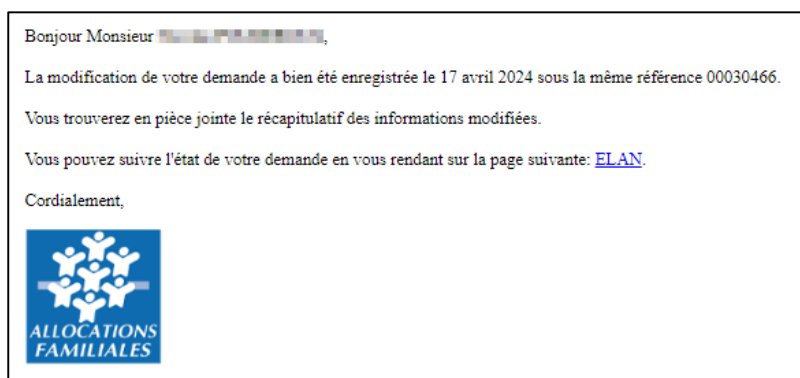 Bonjour Monsieur ,
La modification de votre demande a bien été enregistrée le 17 avril 2024 sous la même référence 00030466.
Vous trouverez en pièce jointe le récapitulatif des informations modifiées.
Vous pouvez suivre l'état de votre demande en vous rendant sur la page suivante: ELAN.
Cordialement,
ALLOCATIONS
FAMILIALES